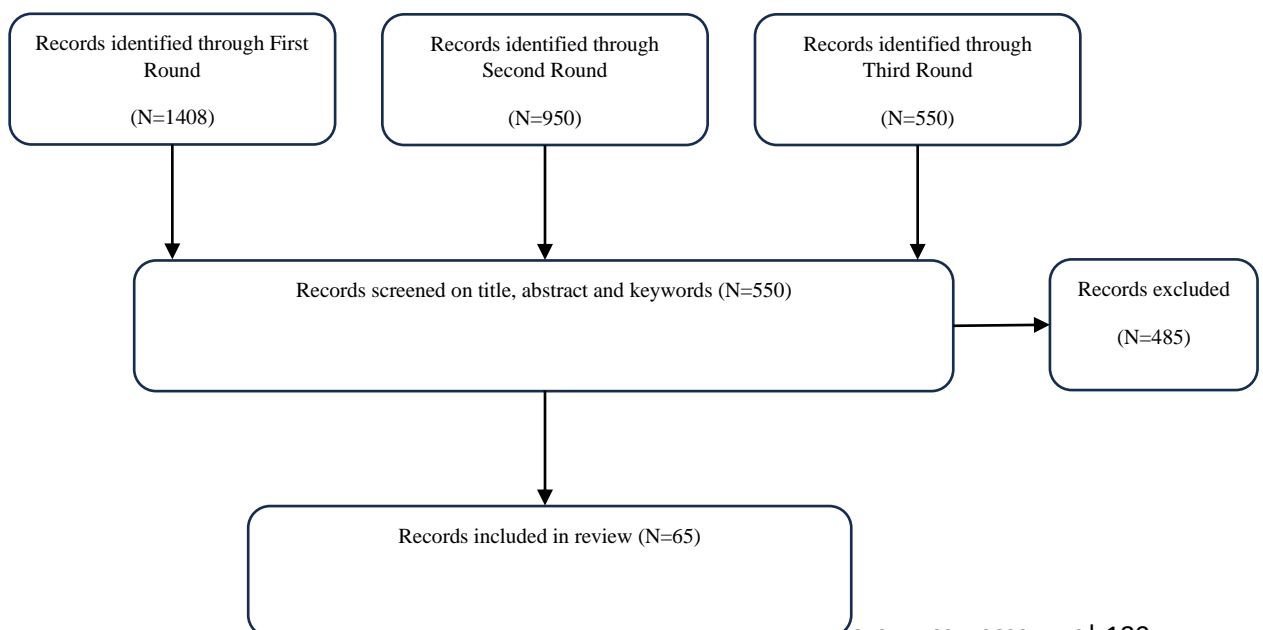 Records identified through First
Round
(N=1408)
Records identified through
Second Round
(N=950)
Records identified through
Third Round
(N=550)
Records screened on title, abstract and keywords (N=550)
Records excluded
(N=485)
Records included in review (N=65)